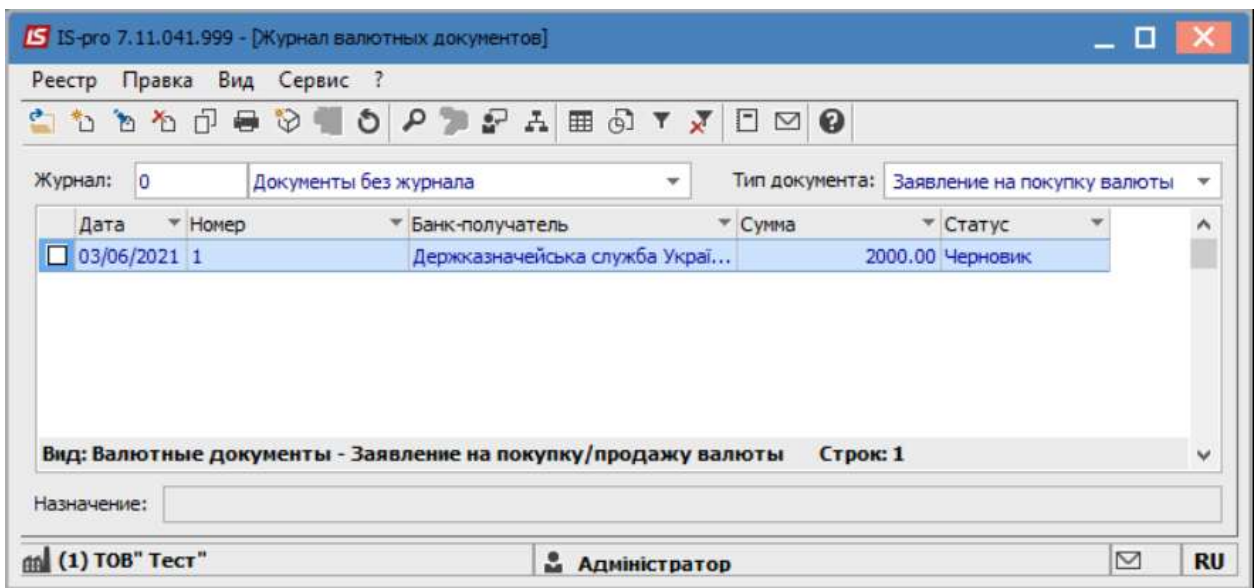 IS IS-pro 7.11.041.999 - [Журнал валютных документов]
Реестр Правка Вид Сервис ?
Журнал: 0 Документы без журнала Тип документа: Заявление на покупку валюты
Дата Номер Банк-получатель Сумма Статус
03/06/2021 1 Держказначейська служба Украї... 2000.00 Черновик
Вид: Валютные документы - Заявление на покупку/продажу валюты Строк: 1
Назначение:
(1) ТОВ" Тест" Адміністратор RU